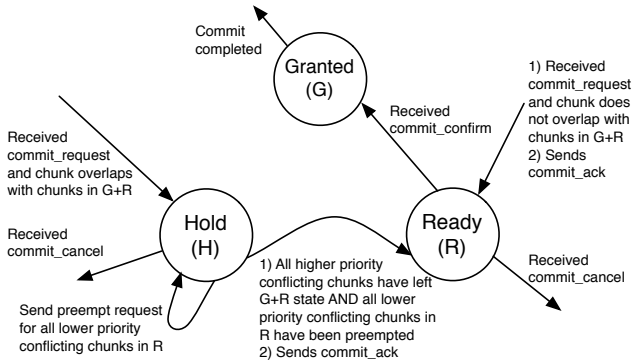 Commit
completed
Granted
(G)
1) Received
commit_request
and chunk does
not overlap with
chunks in G+R
2) Sends
commit_ack
Received
commit_confirm
Received
commit_request
and chunk overlaps
with chunks in G+R
Hold
(H)
Ready
(R)
Received
commit_cancel
Received
commit_cancel
1) All higher priority
conflicting chunks have left
G+R state AND all lower
priority conflicting chunks in
R have been preempted
2) Sends commit_ack
Send preempt request
for all lower priority
conflicting chunks in R